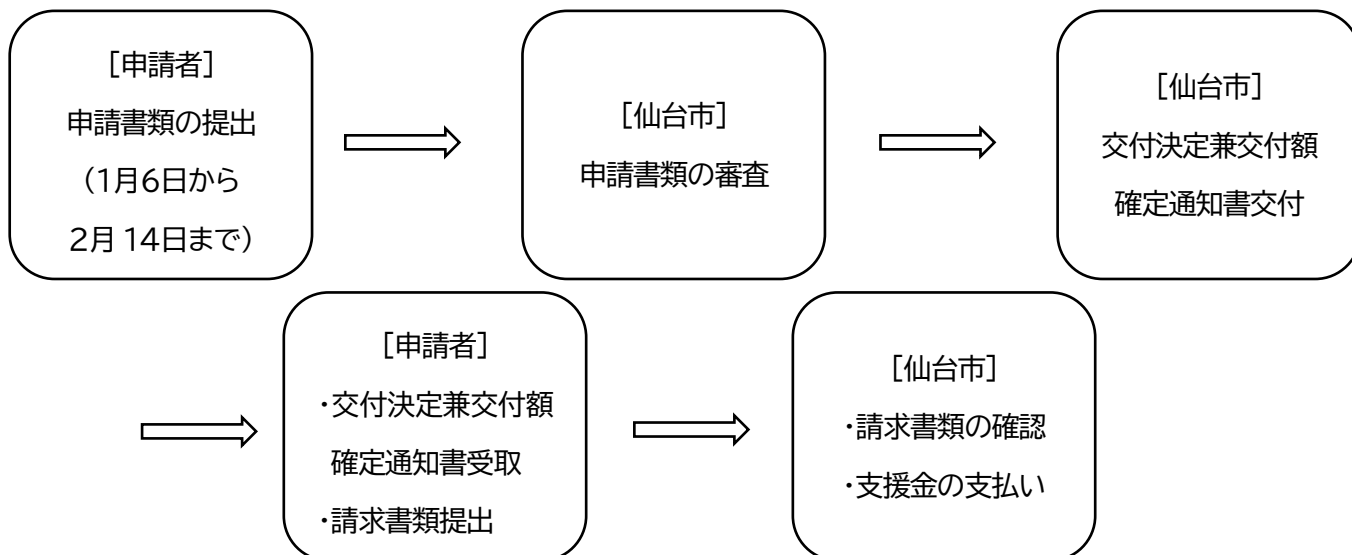 ［申請者］
申請書類の提出
（1月6日から
2月 14日まで）
［仙台市］
申請書類の審査
［仙台市］
交付決定兼交付額
確定通知書交付
［申請者］
・交付決定兼交付額
確定通知書受取
・請求書類提出
［仙台市］
・請求書類の確認
・支援金の支払い